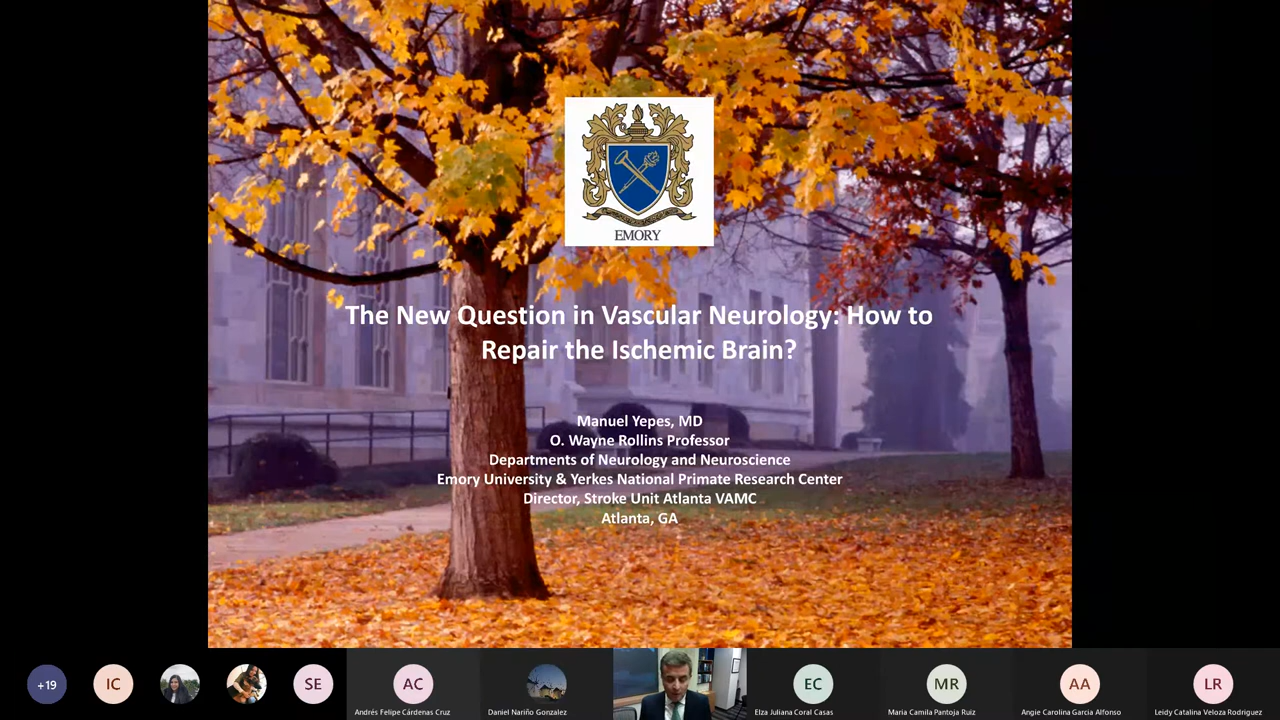 EMORY
The New Question in Vascular Neurology: How to
Repair the Ischemic Brain?
Manuel Yepes, MD
O. Wayne Rollins Professor
Departments of Neurology and Neuroscience
Emory University & Yerkes National Primate Research Center
Director, Stroke Unit Atlanta VAMC
Atlanta, GA
+19
IC
SE
AC
EC
MR
AA
LR
Andrés Felipe Cárdenas Cruz
Daniel Nariño Gonzalez
Elza Juliana Coral Casas
Maria Camila Pantoja Ruiz
Angie Carolina Garcia Alfonso
Leidy Catalina Veloza Rodriguez